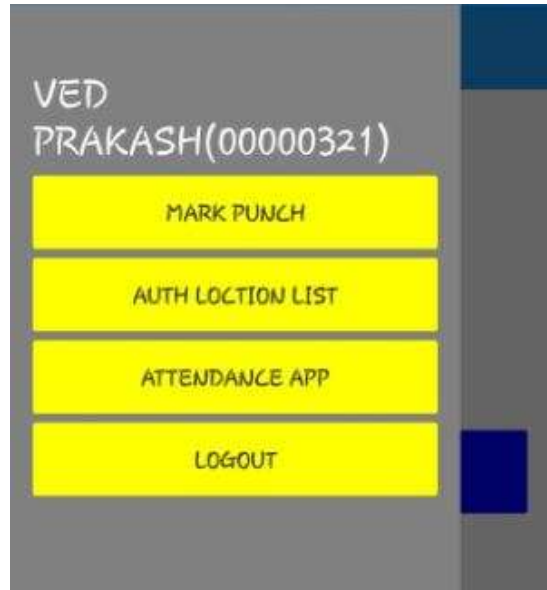 VED
PRAKASH(00000321)
MARK PUNCH
AUTH LOCTION LIST
ATTENDANCE APP
LOGOUT